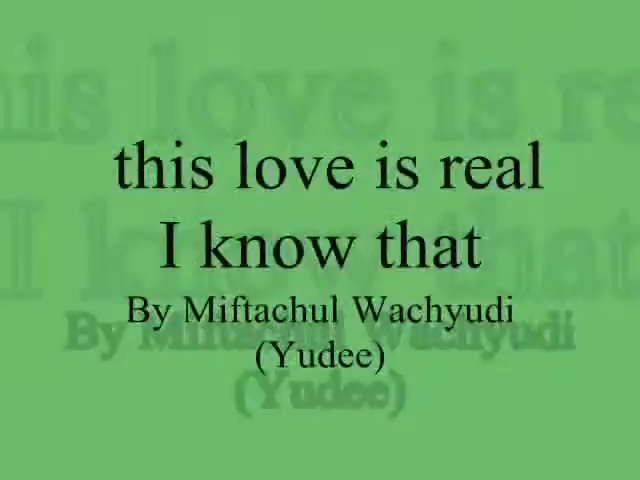 this love is real
I know that
By Miftachul Wachyudi
(Yudee)